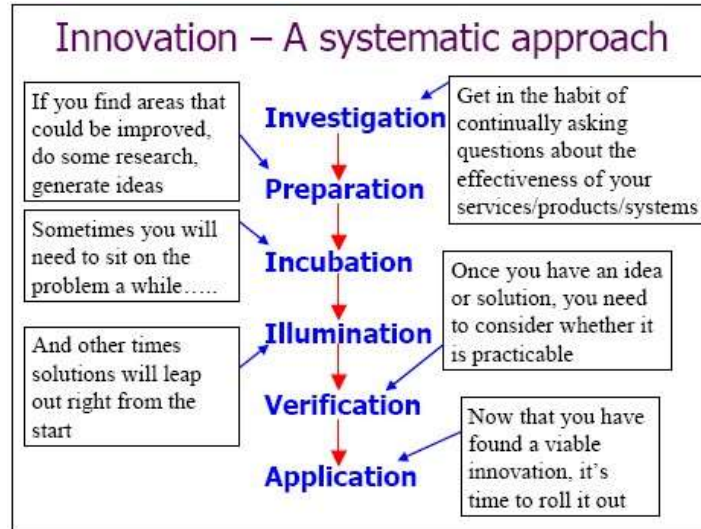 Innovation – A systematic approach
If you find areas that
could be improved,
do some research,
generate ideas
Investigation
Get in the habit of
continually asking
questions about the
effectiveness of your
services/products/systems
Preparation
Sometimes you will
need to sit on the
problem a while…..
Incubation
Once you have an idea
or solution, you need
to consider whether it
is practicable
Illumination
And other times
solutions will leap
out right from the
start
Verification
Now that you have
found a viable
innovation, it’s
time to roll it out
Application